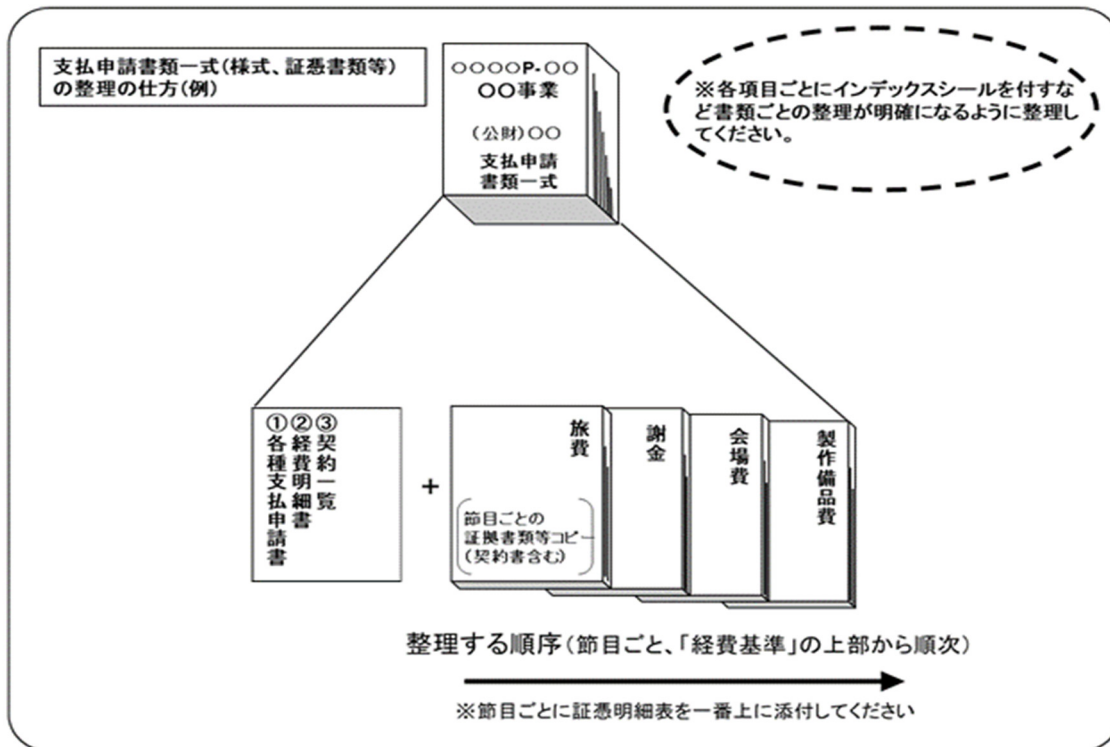 支払申請書類一式(様式、証憑書類等)
の整理の仕方(例)
○○○○P-○○
○○事業
(公財)○○
支払申請
書類一式
※各項目ごとにインデックスシールを付すな
ど書類ごとの整理が明確になるように整理し
てください。
①各種支払申請書
②経費明細書
③契約一覧
+
旅費
節目ごとの
証拠書類等コピー
(契約書含む)
謝金
会場費
製作備品費
整理する順序(節目ごと、「経費基準」の上部から順次)
※節目ごとに証憑明細表を一番上に添付してください